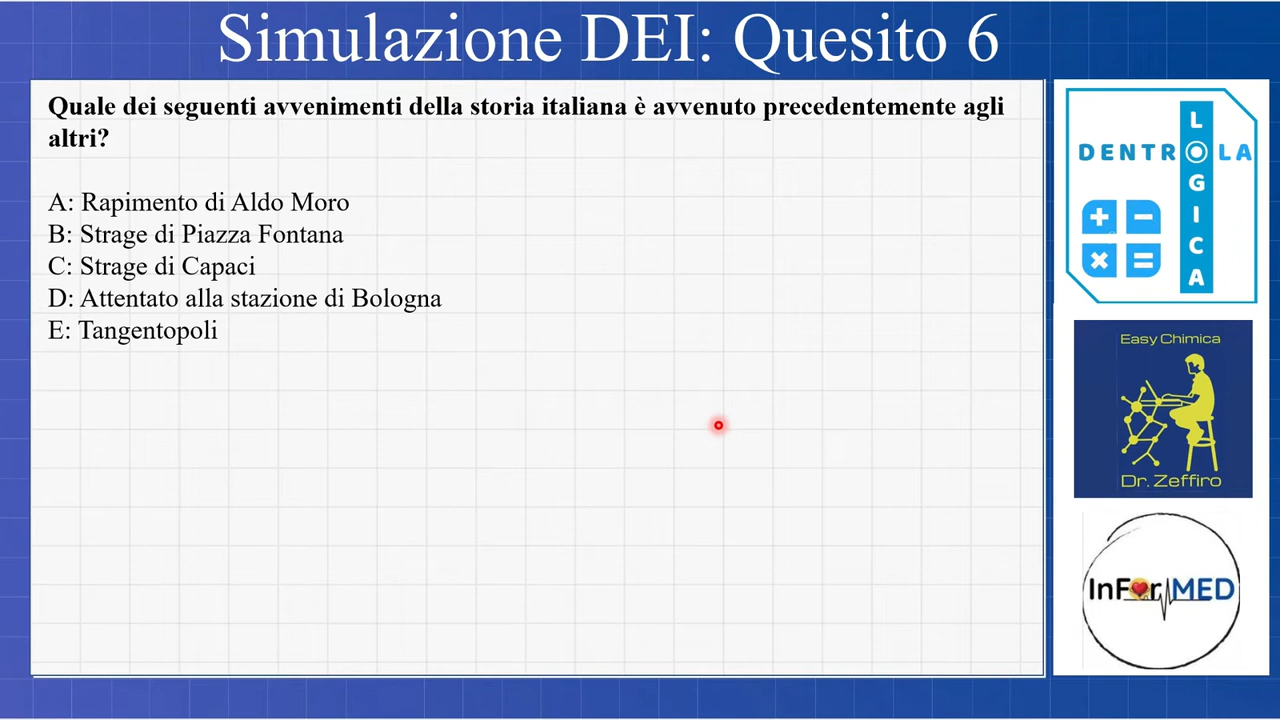 Simulazione DEI: Quesito 6
Quale dei seguenti avvenimenti della storia italiana è avvenuto precedentemente agli
altri?
A: Rapimento di Aldo Moro
B: Strage di Piazza Fontana
C: Strage di Capaci
D: Attentato alla stazione di Bologna
E: Tangentopoli
DENTRO LA
LOGICA
Easy Chimica
Dr. Zeffiro
InForMED